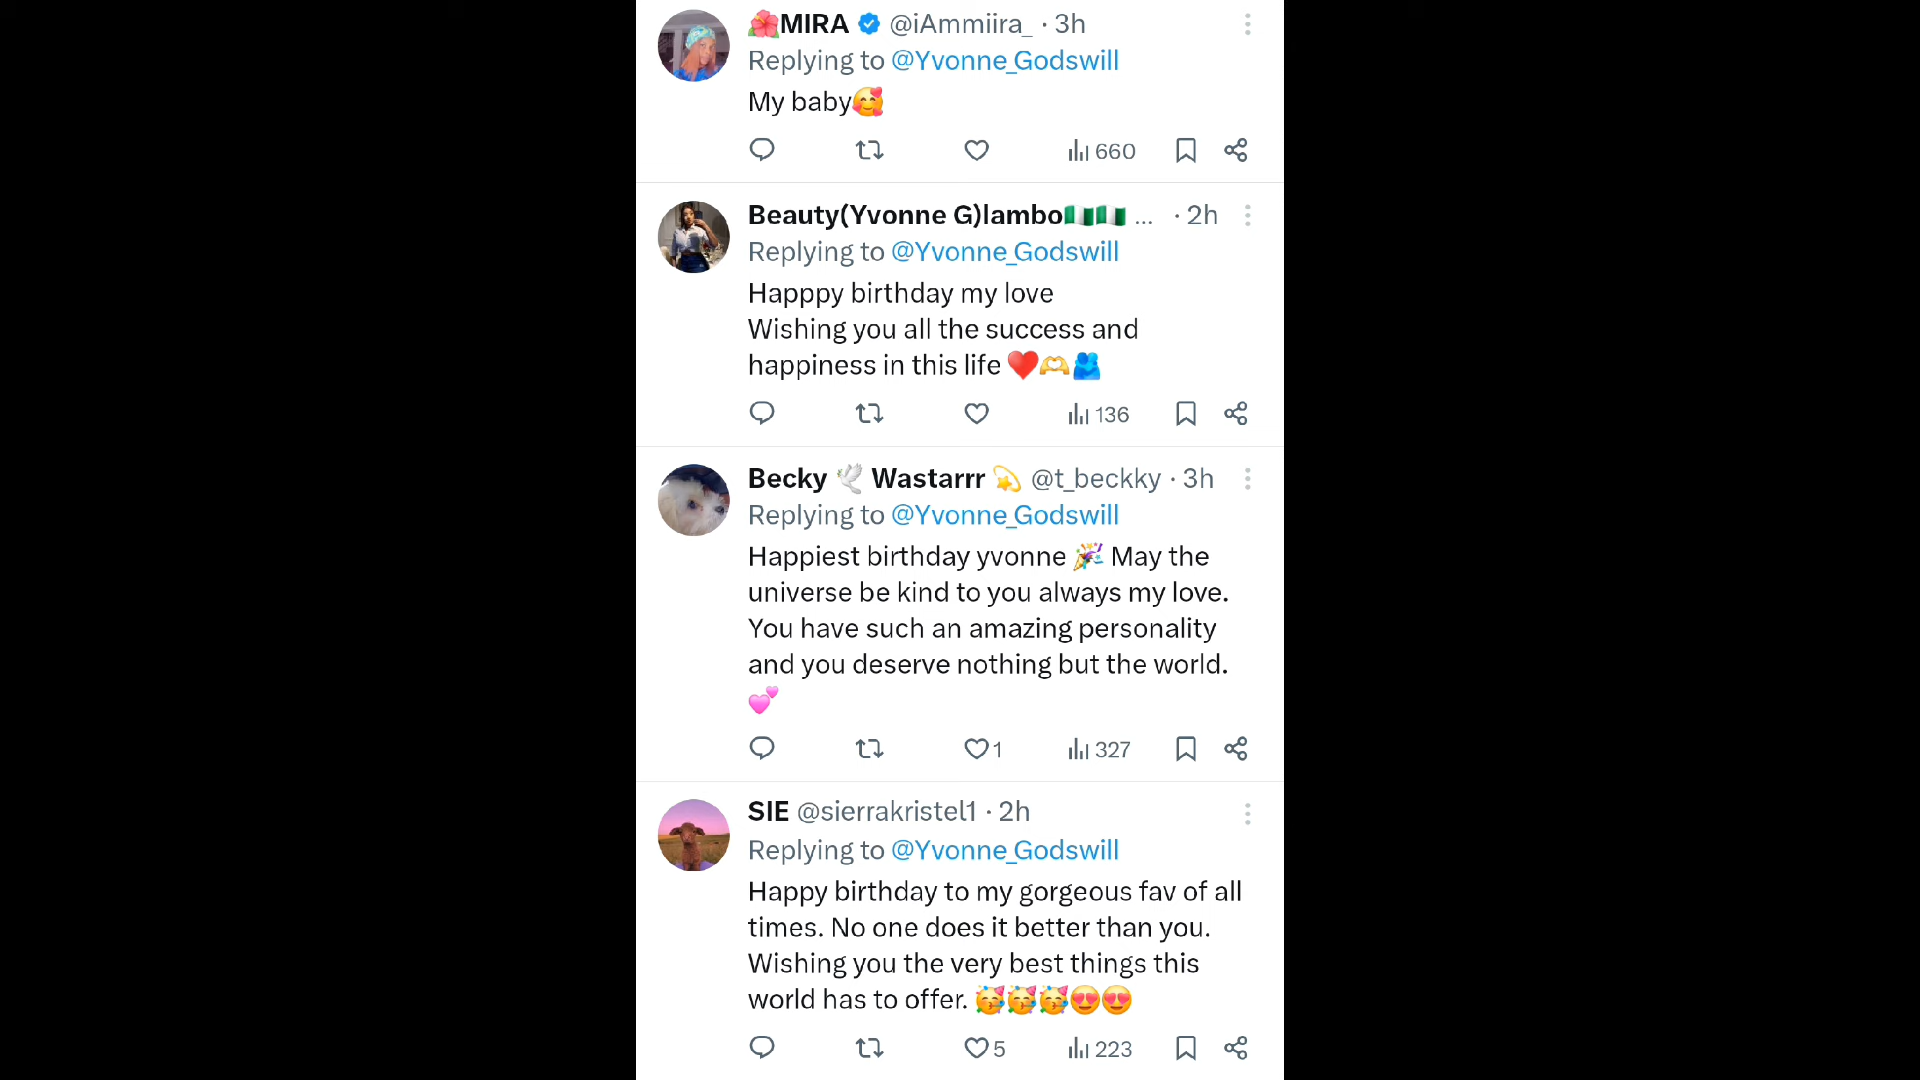 🌺MIRA @iAmmiira_ · 3h
Replying to @Yvonne_Godswill
My baby🥰
660
Beauty(Yvonne G)lambo🇳🇬🇳🇬 ... · 2h
Replying to @Yvonne_Godswill
Happpy birthday my love
Wishing you all the success and
happiness in this life ❤️🫶🫂
136
Becky 🕊️ Wastarrr 💫 @t_beckky · 3h
Replying to @Yvonne_Godswill
Happiest birthday yvonne 🎉 May the
universe be kind to you always my love.
You have such an amazing personality
and you deserve nothing but the world.
💕
1 327
SIE @sierrakristel1 · 2h
Replying to @Yvonne_Godswill
Happy birthday to my gorgeous fav of all
times. No one does it better than you.
Wishing you the very best things this
world has to offer. 🥳🥳🥳😍😍
5 223